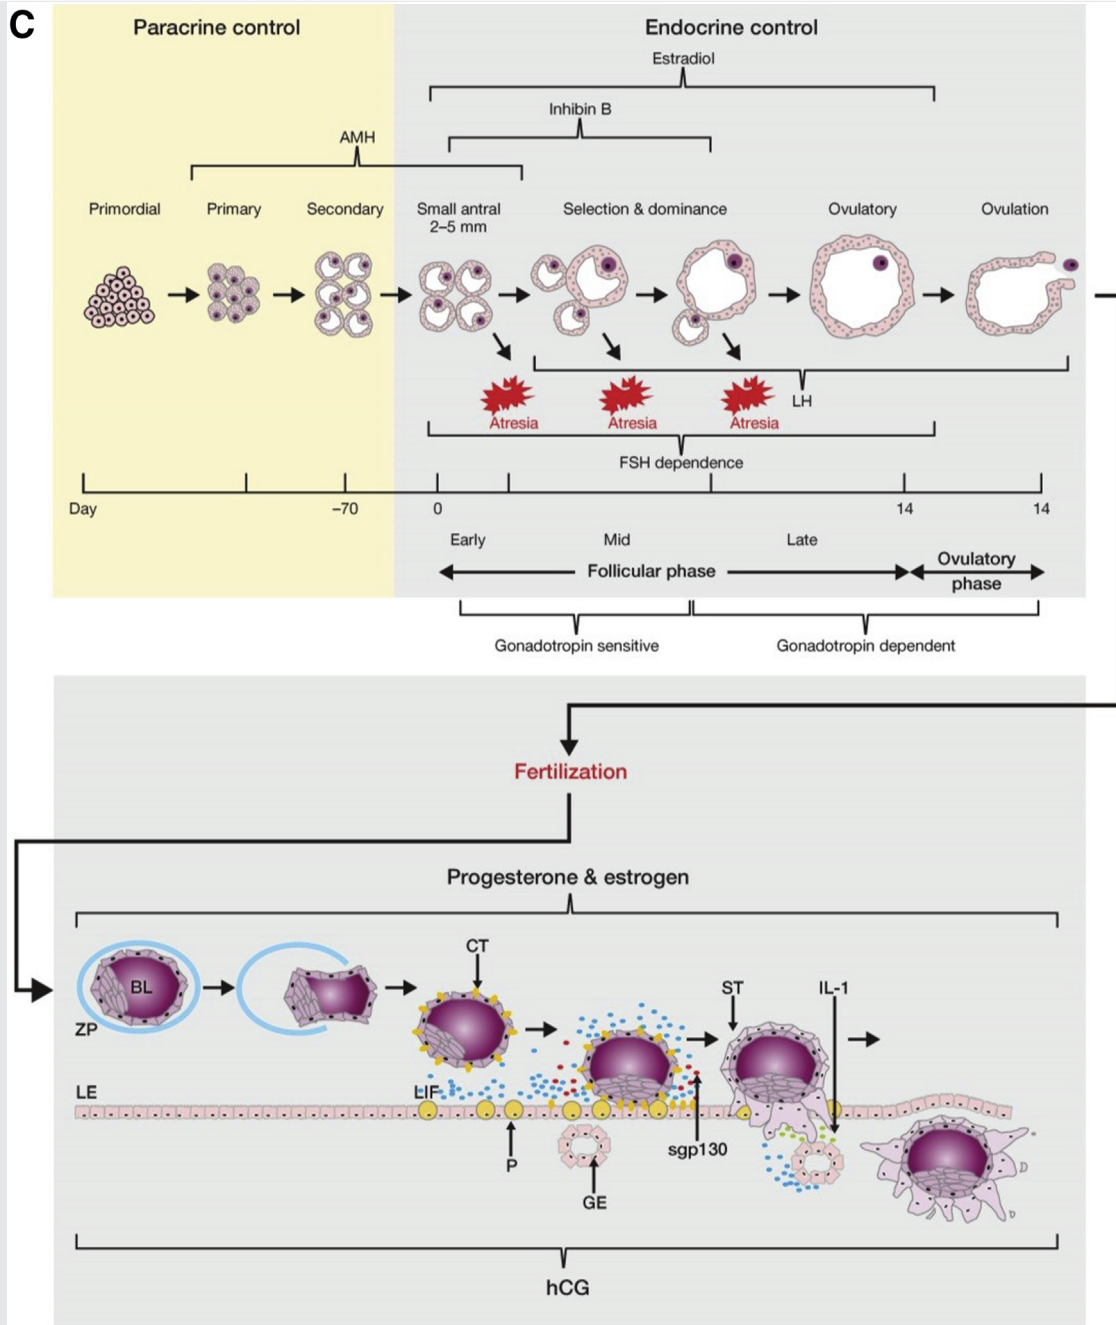 C
Paracrine control
Endocrine control
Estradiol
Inhibin B
AMH
Primordial
Primary
Secondary
Small antral
2–5 mm
Selection & dominance
Ovulatory
Ovulation
LH
Atresia
Atresia
Atresia
FSH dependence
Day
–70
0
14
14
Early
Mid
Late
Follicular phase
Ovulatory
phase
Gonadotropin sensitive
Gonadotropin dependent
Fertilization
Progesterone & estrogen
CT
BL
ST
IL-1
ZP
LE
LIF
P
sgp130
GE
hCG